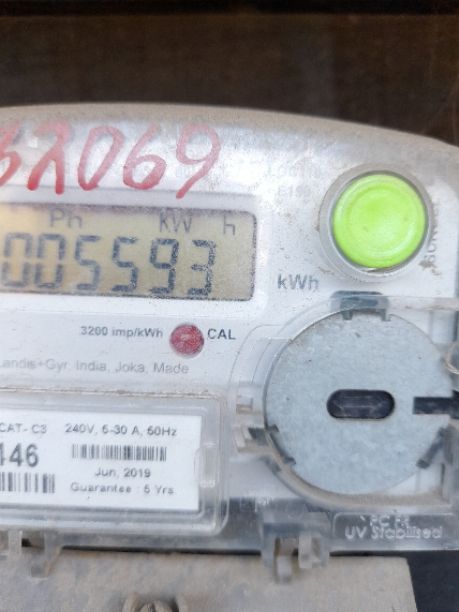 32069
Ph KW h
005593
kWh
3200 imp/kWh CAL
Landis+Gyr. India, Joka, Made
CAT- C3 240V, 5-30 A, 50Hz
146
Jun, 2019
Guarantee : 5 Yrs
UV Stabilised